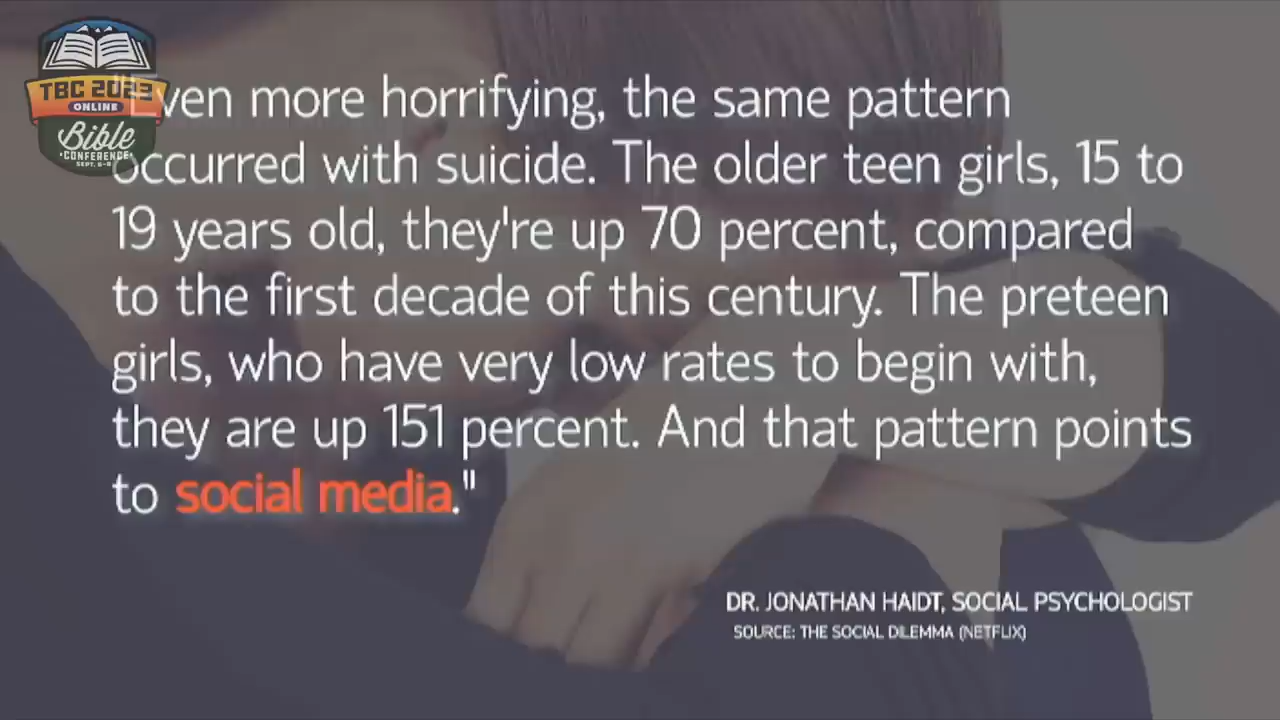 TBC 2023
ONLINE
Bible
CONFERENCE
"Even more horrifying, the same pattern
occurred with suicide. The older teen girls, 15 to
19 years old, they're up 70 percent, compared
to the first decade of this century. The preteen
girls, who have very low rates to begin with,
they are up 151 percent. And that pattern points
to social media."
DR. JONATHAN HAIDT, SOCIAL PSYCHOLOGIST
SOURCE: THE SOCIAL DILEMMA (NETFLIX)